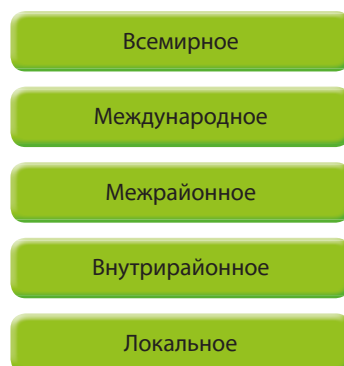 Всемирное
Международное
Межрайонное
Внутрирайонное
Локальное